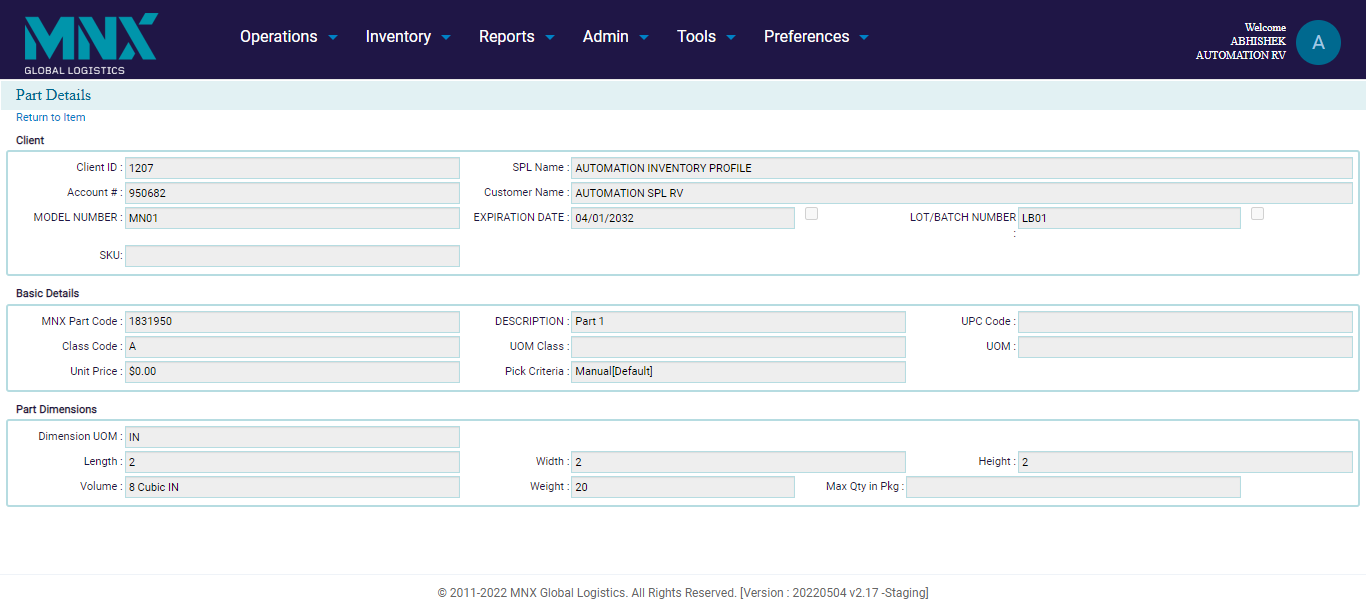 MNX
GLOBAL LOGISTICS
Operations Inventory Reports Admin Tools Preferences
Welcome
ABHISHEK
AUTOMATION RV
A
Part Details
Return to Item
Client
Client ID : 1207 SPL Name : AUTOMATION INVENTORY PROFILE
Account # : 950682 Customer Name : AUTOMATION SPL RV
MODEL NUMBER : MN01 EXPIRATION DATE : 04/01/2032 LOT/BATCH NUMBER : LB01
SKU:
Basic Details
MNX Part Code : 1831950 DESCRIPTION : Part 1 UPC Code :
Class Code : A UOM Class : UOM :
Unit Price : $0.00 Pick Criteria : Manual[Default]
Part Dimensions
Dimension UOM : IN
Length : 2 Width : 2 Height : 2
Volume : 8 Cubic IN Weight : 20 Max Qty in Pkg :
© 2011-2022 MNX Global Logistics. All Rights Reserved. [Version : 20220504 v2.17 -Staging]